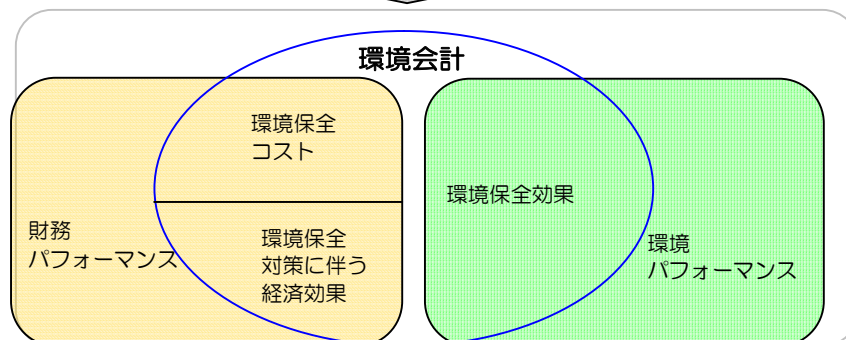 環境会計
環境保全
コスト
環境保全効果
財務
パフォーマンス
環境保全
対策に伴う
経済効果
環境
パフォーマンス